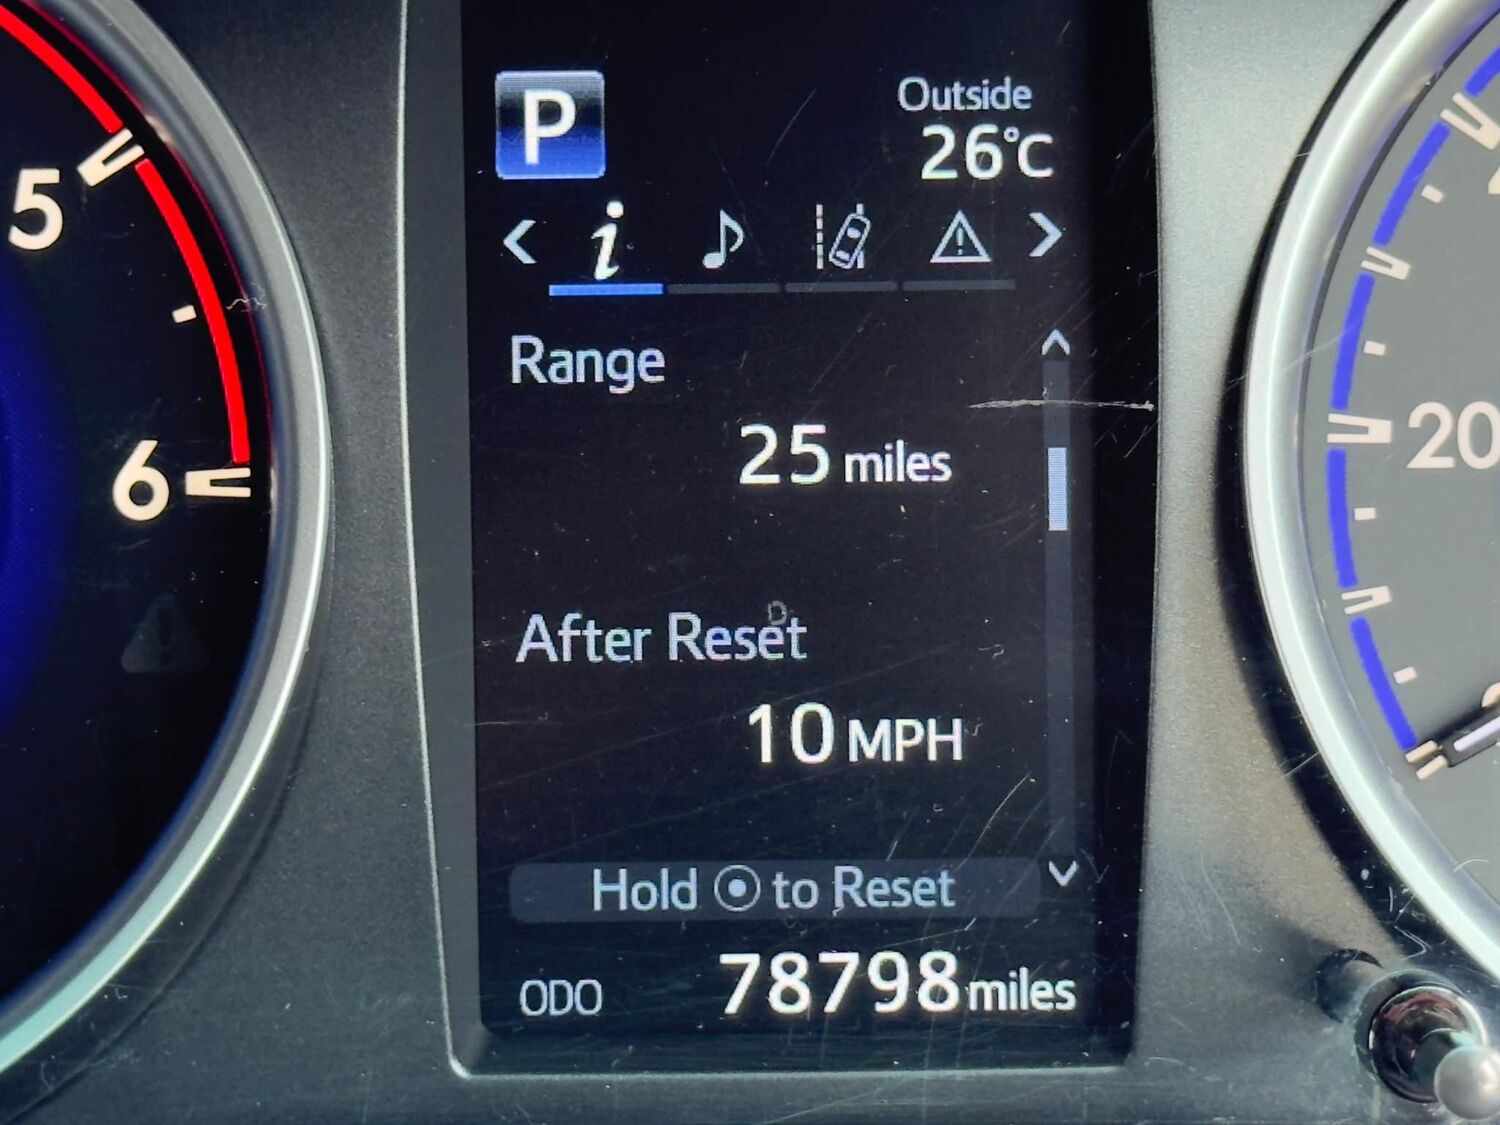 P
Outside
26°C
i
Range
25 miles
After Reset
10 MPH
Hold to Reset
ODO 78798 miles
5
6
20